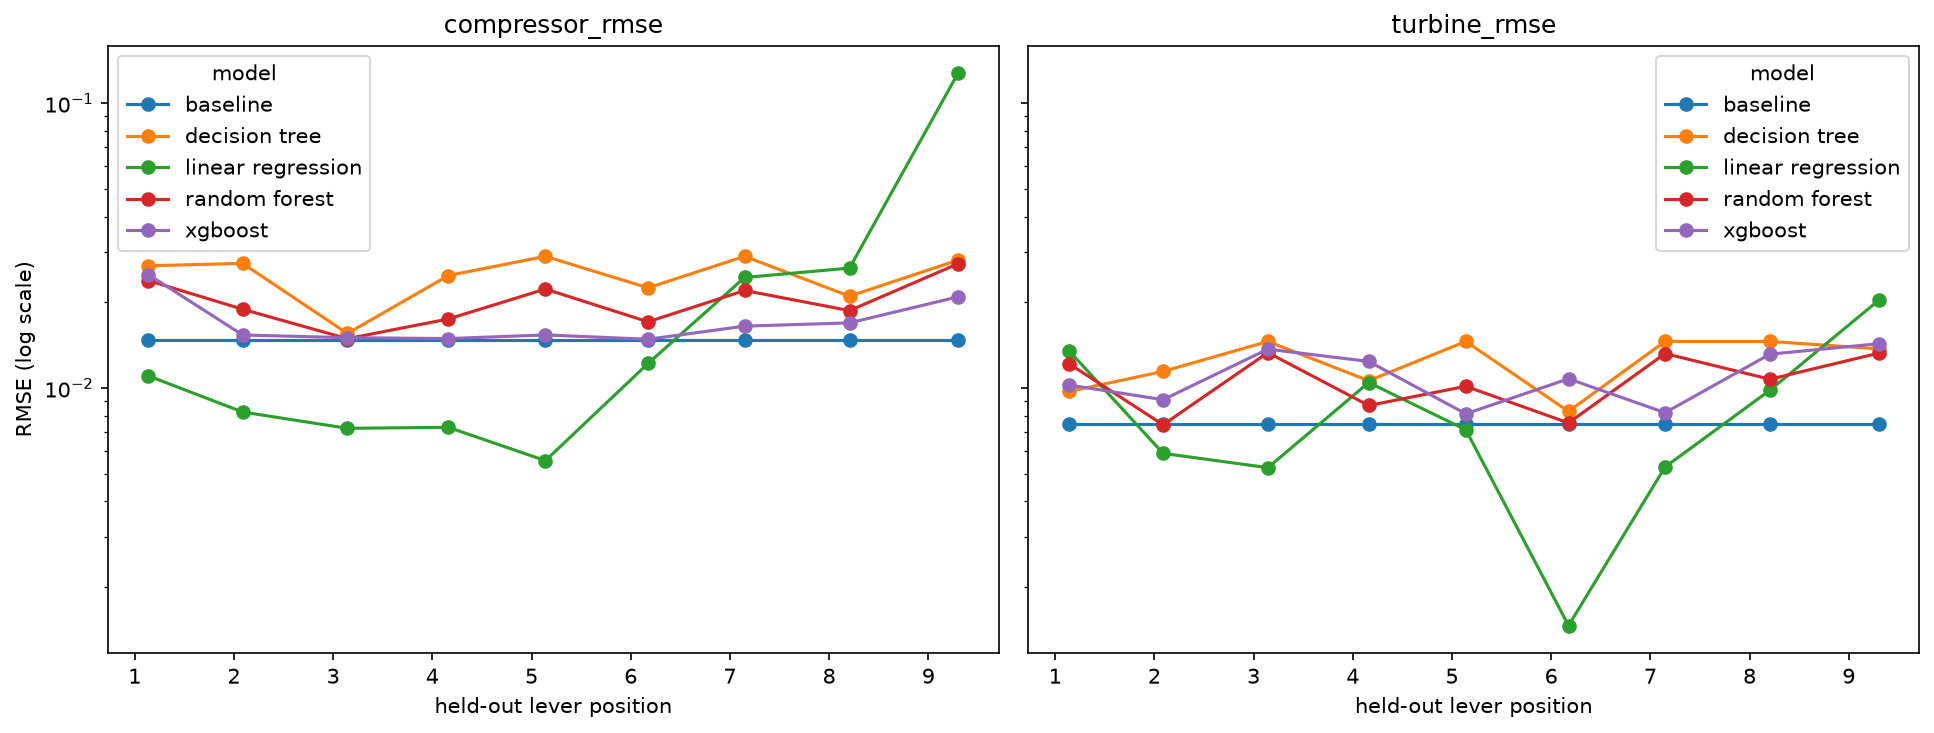 compressor_rmse
model
baseline
decision tree
linear regression
random forest
xgboost
10⁻¹
10⁻²
RMSE (log scale)
1 2 3 4 5 6 7 8 9
held-out lever position
turbine_rmse
model
baseline
decision tree
linear regression
random forest
xgboost
1 2 3 4 5 6 7 8 9
held-out lever position